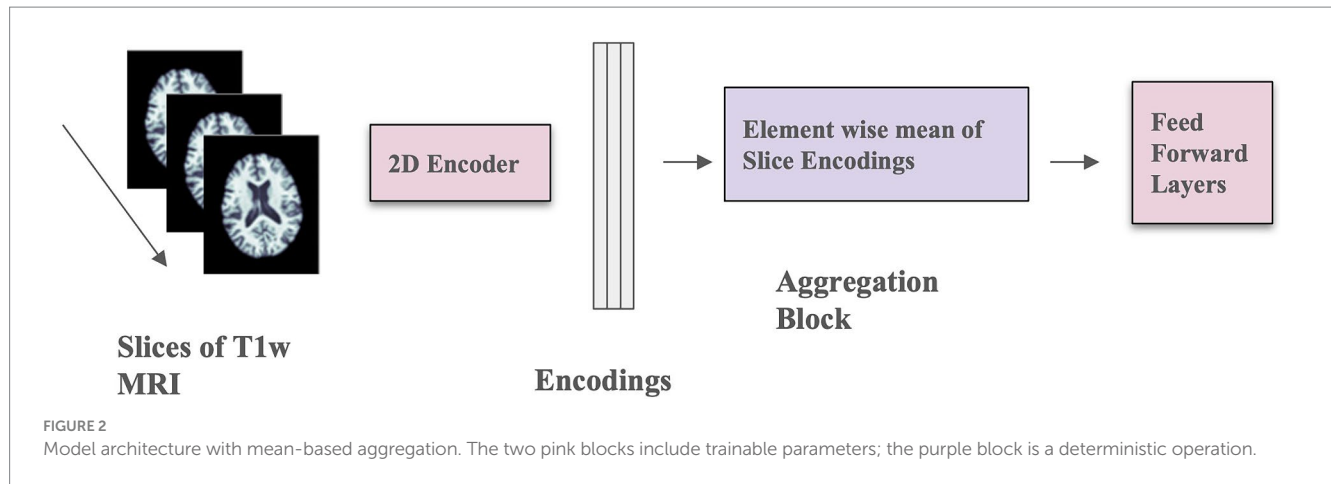 2D Encoder
Element wise mean of
Slice Encodings
Feed
Forward
Layers
Aggregation
Block
Slices of T1w
MRI
Encodings
FIGURE 2
Model architecture with mean-based aggregation. The two pink blocks include trainable parameters; the purple block is a deterministic operation.